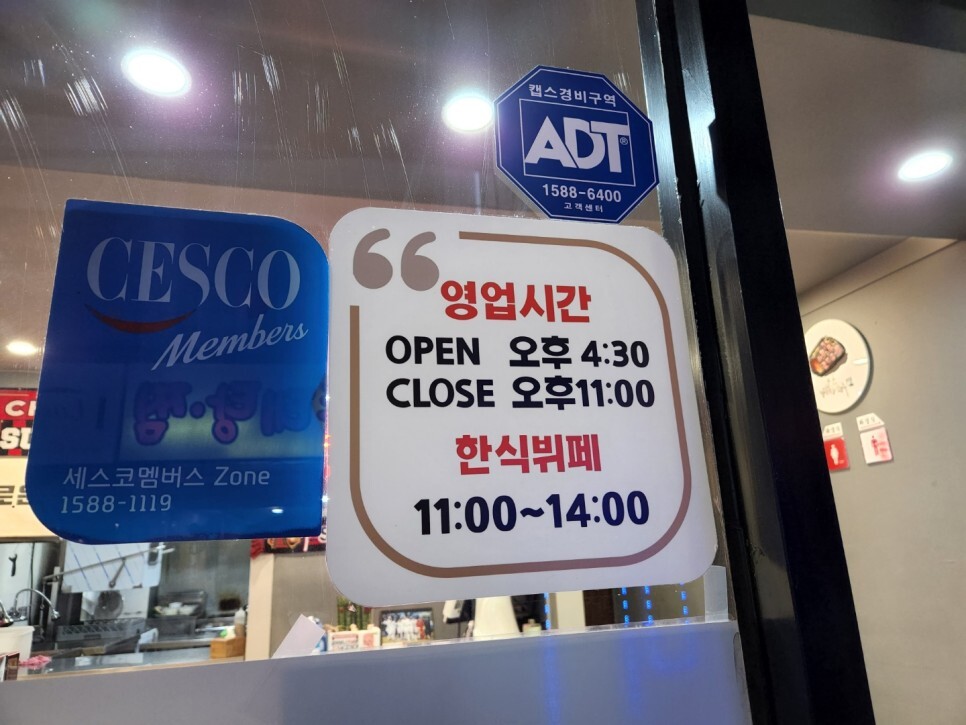 캡스경비구역
ADT®
1588-6400
고객센터
CESCO
Members
세스코멤버스 Zone
1588-1119
영업시간
OPEN 오후 4:30
CLOSE 오후11:00
한식뷔페
11:00~14:00